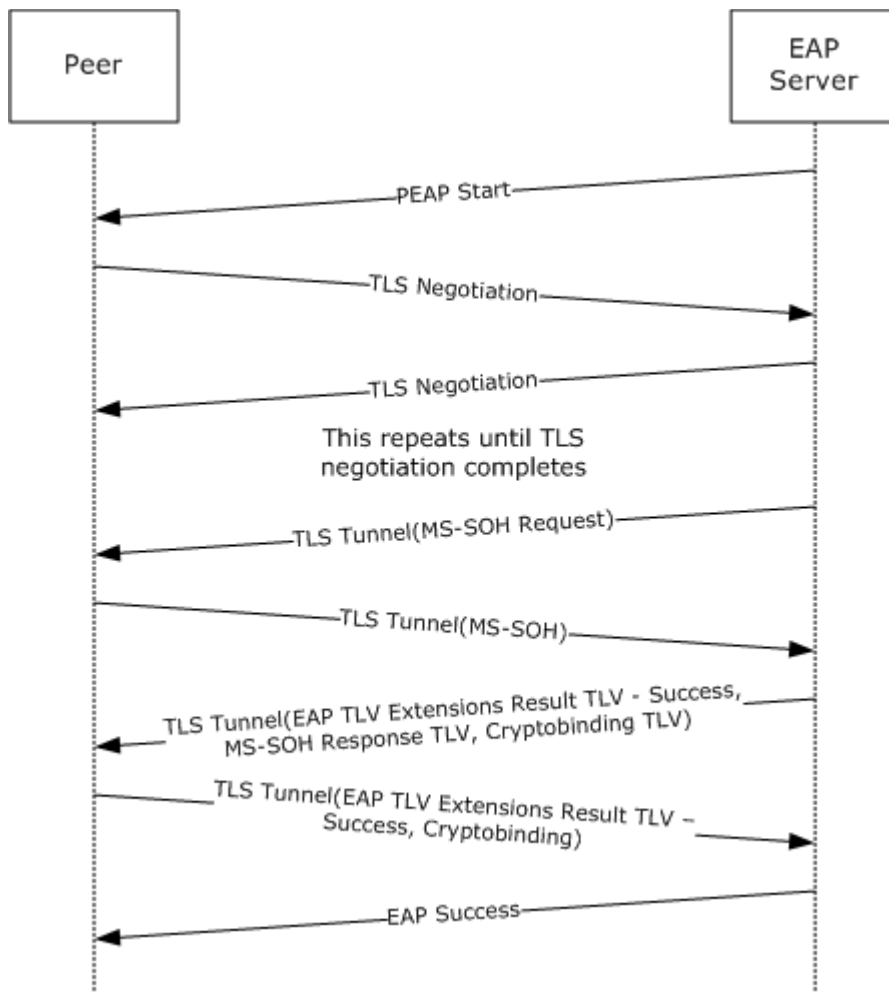 Peer
EAP
Server
PEAP Start
TLS Negotiation
TLS Negotiation
This repeats until TLS
negotiation completes
TLS Tunnel(MS-SOH Request)
TLS Tunnel(MS-SOH)
TLS Tunnel(EAP TLV Extensions Result TLV - Success,
MS-SOH Response TLV, Cryptobinding TLV)
TLS Tunnel(EAP TLV Extensions Result TLV –
Success, Cryptobinding)
EAP Success